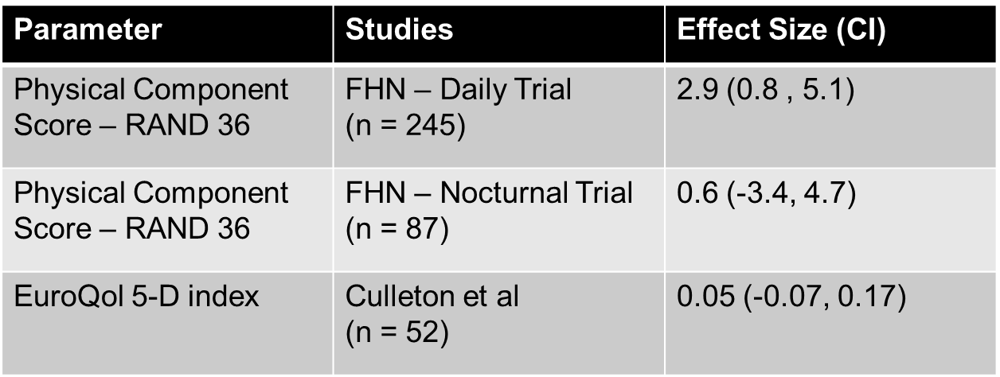 Parameter Studies Effect Size (CI)
Physical Component FHN – Daily Trial 2.9 (0.8 , 5.1)
Score – RAND 36 (n = 245)
Physical Component FHN – Nocturnal Trial 0.6 (-3.4, 4.7)
Score – RAND 36 (n = 87)
EuroQol 5-D index Culleton et al 0.05 (-0.07, 0.17)
(n = 52)